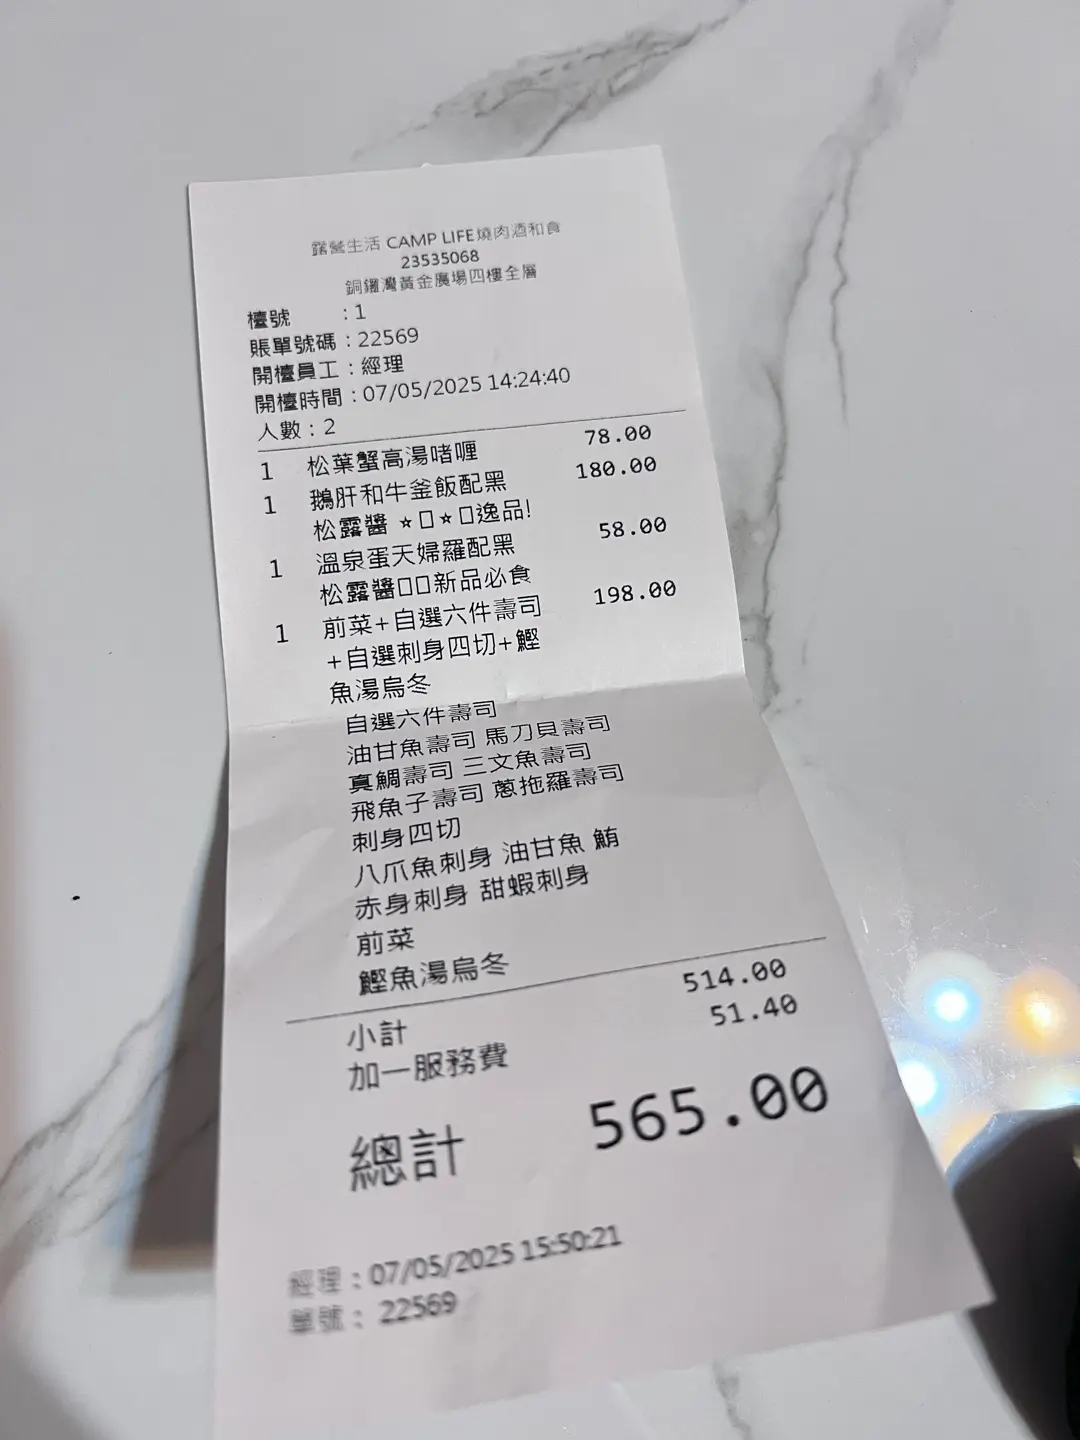 露營生活 CAMP LIFE燒肉酒和食
23535068
銅鑼灣黃金廣場四樓全層
檯號 :1
賬單號碼:22569
開檯員工:經理
開檯時間:07/05/2025 14:24:40
人數:2
1 松葉蟹高湯啫喱 78.00
1 鵝肝和牛釜飯配黑 180.00
松露醬 ☆▯☆▯逸品!
1 溫泉蛋天婦羅配黑 58.00
松露醬▯▯新品必食
1 前菜+自選六件壽司 198.00
+自選刺身四切+鰹
魚湯烏冬
自選六件壽司
油甘魚壽司 馬刀貝壽司
真鯛壽司 三文魚壽司
飛魚子壽司 蔥拖羅壽司
刺身四切
八爪魚刺身 油甘魚 鮪
赤身刺身 甜蝦刺身
前菜
鰹魚湯烏冬
小計 514.00
加一服務費 51.40
總計 565.00
經理:07/05/2025 15:50:21
單號: 22569